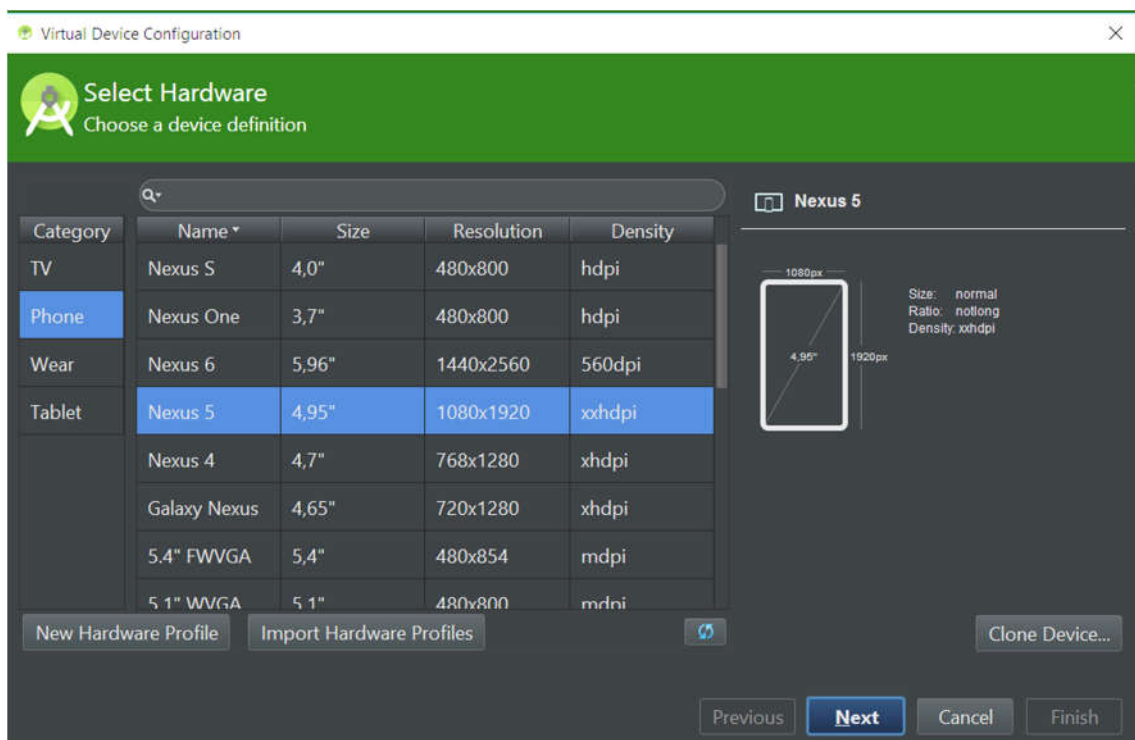 Virtual Device Configuration
Select Hardware
Choose a device definition
Category
TV
Phone
Wear
Tablet
Name Size Resolution Density
Nexus S 4,0" 480x800 hdpi
Nexus One 3,7" 480x800 hdpi
Nexus 6 5,96" 1440x2560 560dpi
Nexus 5 4,95" 1080x1920 xxhdpi
Nexus 4 4,7" 768x1280 xhdpi
Galaxy Nexus 4,65" 720x1280 xhdpi
5.4" FWVGA 5,4" 480x854 mdpi
5.1" WVGA 5,1" 480x800 mdpi
Nexus 5
1080px
4,95"
1920px
Size: normal
Ratio: notlong
Density: xxhdpi
New Hardware Profile Import Hardware Profiles
Clone Device...
Previous Next Cancel Finish